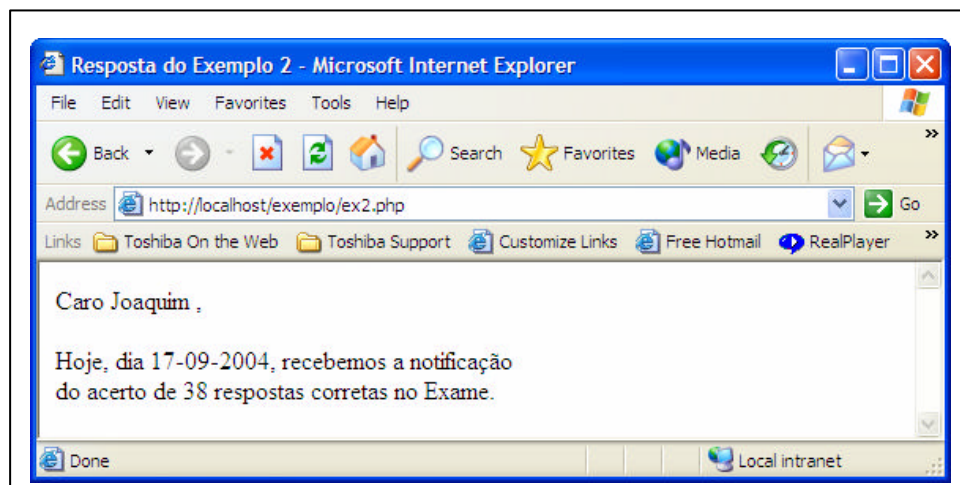 Resposta do Exemplo 2 - Microsoft Internet Explorer
File Edit View Favorites Tools Help
Back Search Favorites Media »
Address http://localhost/exemplo/ex2.php Go
Links Toshiba On the Web Toshiba Support Customize Links Free Hotmail RealPlayer »
Caro Joaquim ,
Hoje, dia 17-09-2004, recebemos a notificação
do acerto de 38 respostas corretas no Exame.
Done Local intranet